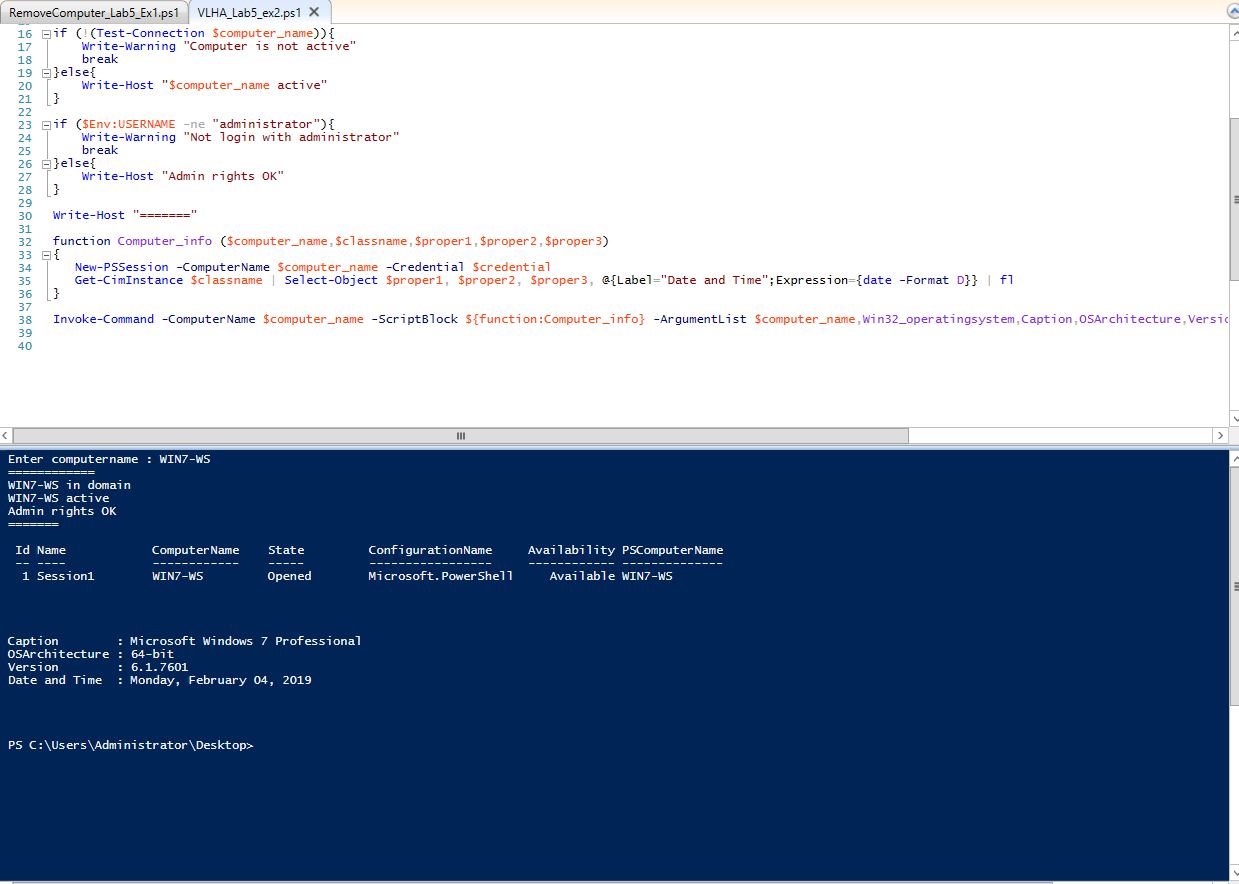 RemoveComputer_Lab5_Ex1.ps1 VLHA_Lab5_ex2.ps1
16 if (!(Test-Connection $computer_name)){
17 Write-Warning "Computer is not active"
18 break
19 }else{
20 Write-Host "$computer_name active"
21 }
22
23 if ($Env:USERNAME -ne "administrator"){
24 Write-Warning "Not login with administrator"
25 break
26 }else{
27 Write-Host "Admin rights OK"
28 }
29
30 Write-Host "======="
31
32 function Computer_info ($computer_name,$classname,$proper1,$proper2,$proper3)
33 {
34 New-PSSession -ComputerName $computer_name -Credential $credential
35 Get-CimInstance $classname | Select-Object $proper1, $proper2, $proper3, @{Label="Date and Time";Expression={date -Format D}} | fl
36 }
37
38 Invoke-Command -ComputerName $computer_name -ScriptBlock ${function:Computer_info} -ArgumentList $computer_name,Win32_operatingsystem,Caption,OSArchitecture,Versio
39
40
Enter computername : WIN7-WS
============
WIN7-WS in domain
WIN7-WS active
Admin rights OK
=======
Id Name ComputerName State ConfigurationName Availability PSComputerName
-- ---- ------------ ----- ----------------- ------------ --------------
1 Session1 WIN7-WS Opened Microsoft.PowerShell Available WIN7-WS
Caption : Microsoft Windows 7 Professional
OSArchitecture : 64-bit
Version : 6.1.7601
Date and Time : Monday, February 04, 2019
PS C:\Users\Administrator\Desktop>